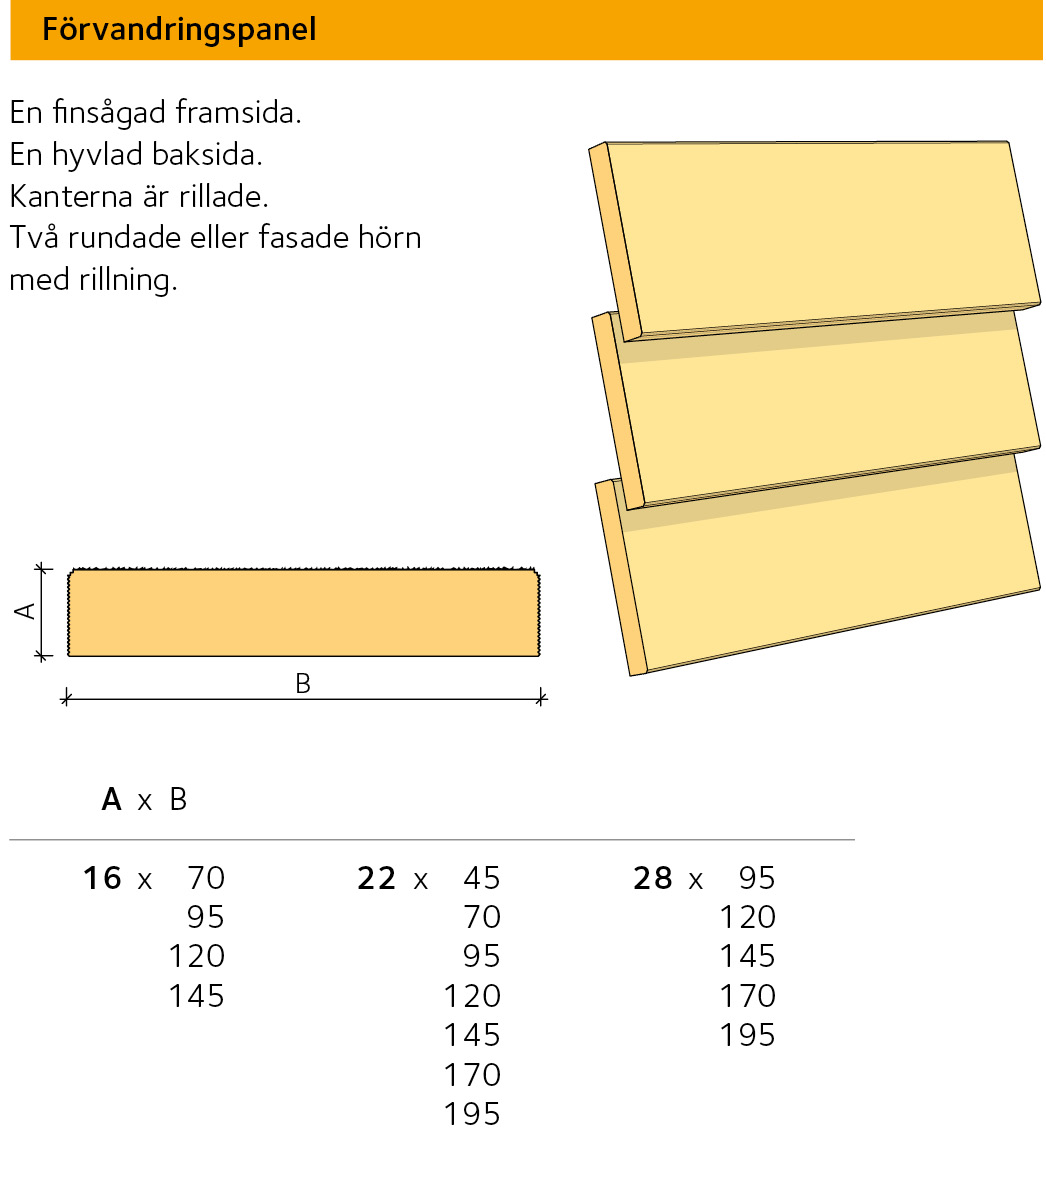 Förvandringspanel
En finsågad framsida.
En hyvlad baksida.
Kanterna är rillade.
Två rundade eller fasade hörn
med rillning.
A
B
A x B
16 x 70 22 x 45 28 x 95
95 70 120
120 95 145
145 120 170
145 195
170
195